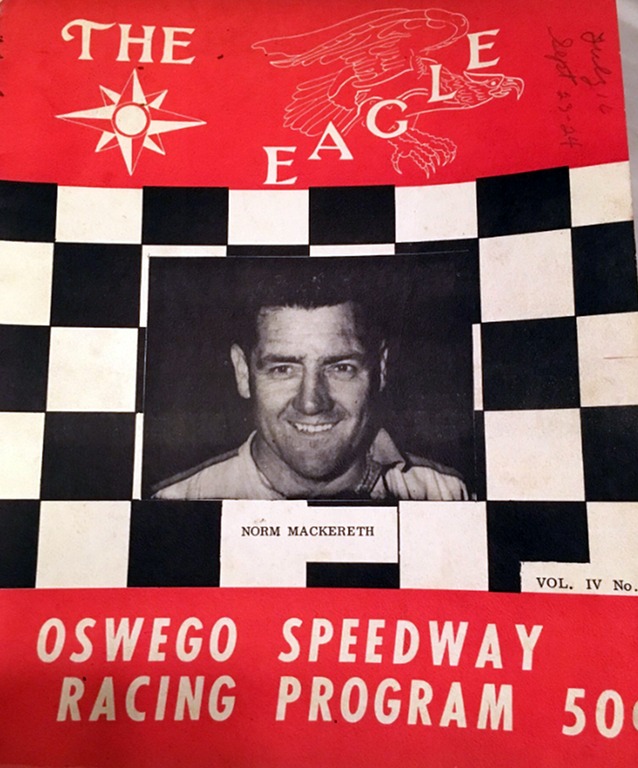 THE
EAGLE
July 16
Sept 23-24
NORM MACKERETH
VOL. IV No.
OSWEGO SPEEDWAY
RACING PROGRAM 50¢